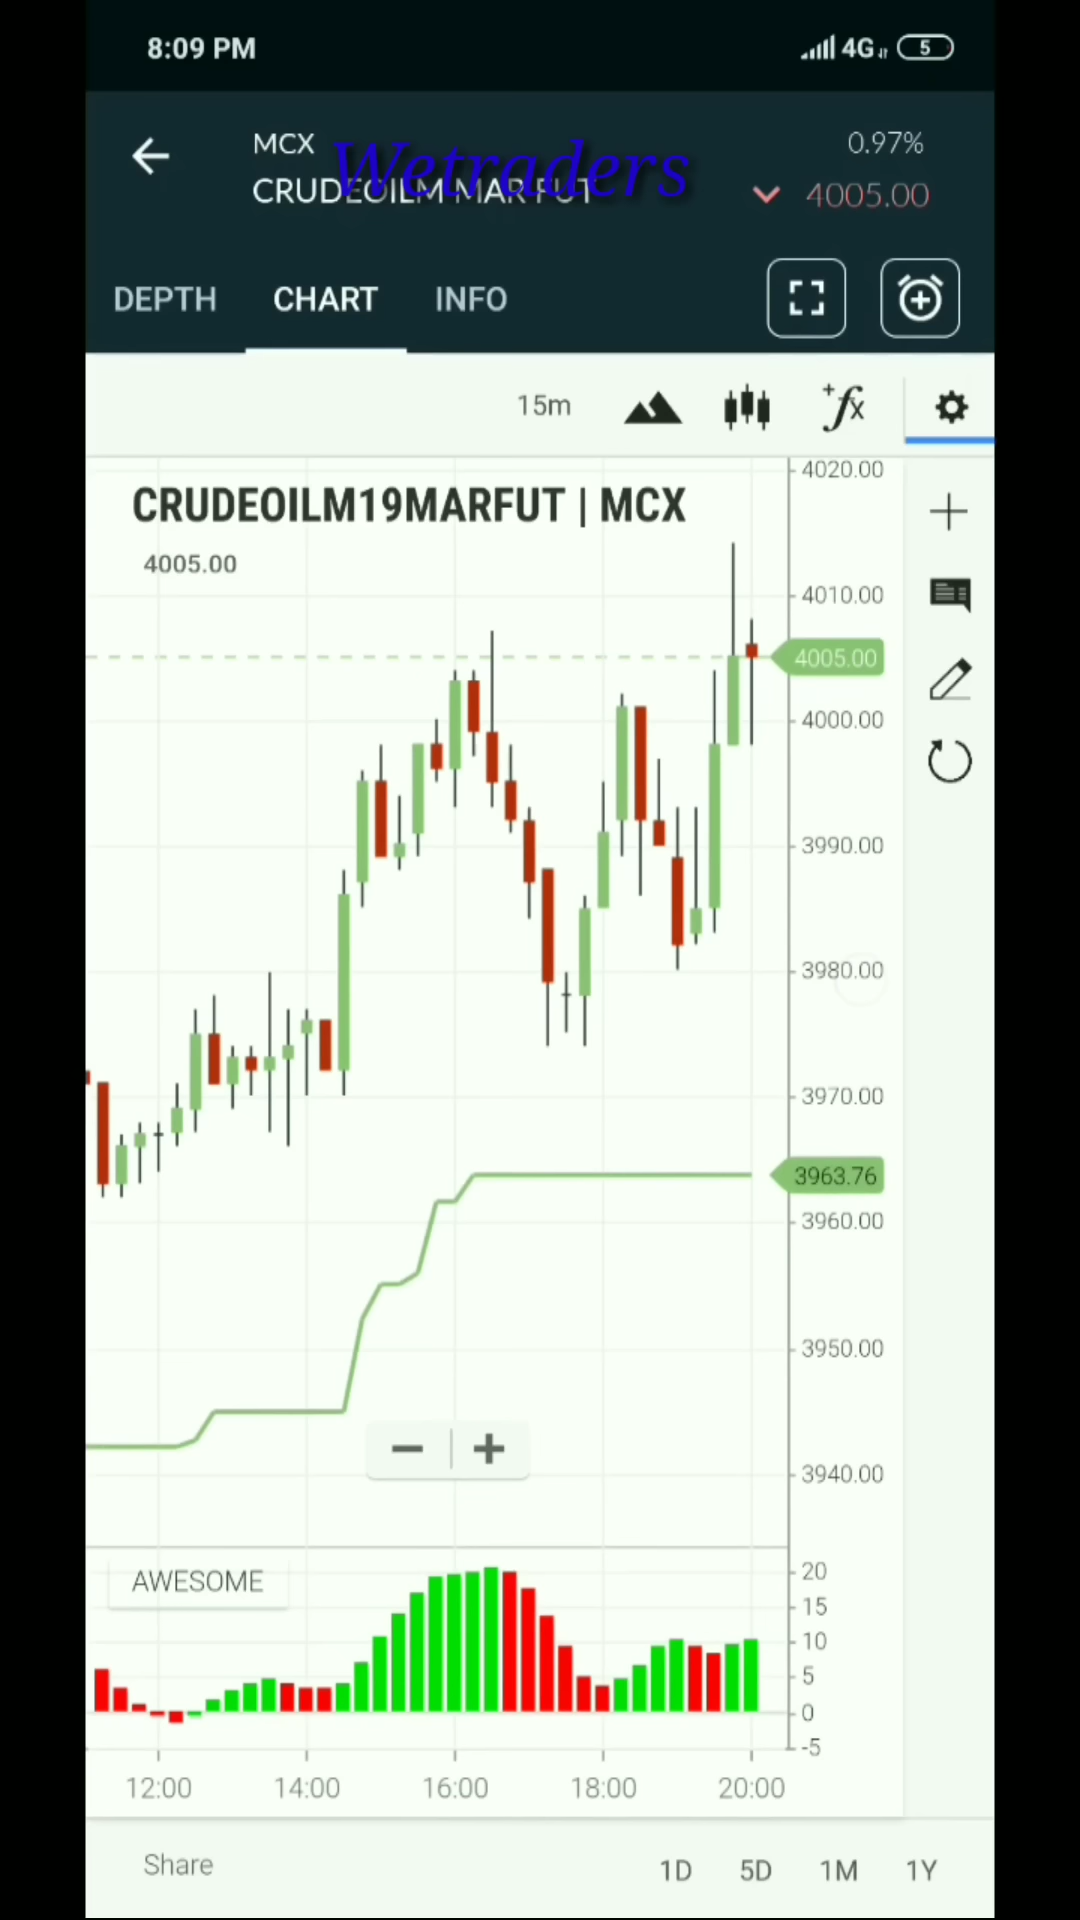 8:09 PM
4G
5
MCX
0.97%
Wetraders
CRUDEOILM MAR FUT
4005.00
DEPTH
CHART
INFO
15m
+fx
4020.00
CRUDEOILM19MARFUT | MCX
4005.00
4010.00
4005.00
4000.00
3990.00
3980.00
3970.00
3963.76
3960.00
3950.00
3940.00
AWESOME
20
15
10
5
0
-5
12:00
14:00
16:00
18:00
20:00
Share
1D
5D
1M
1Y